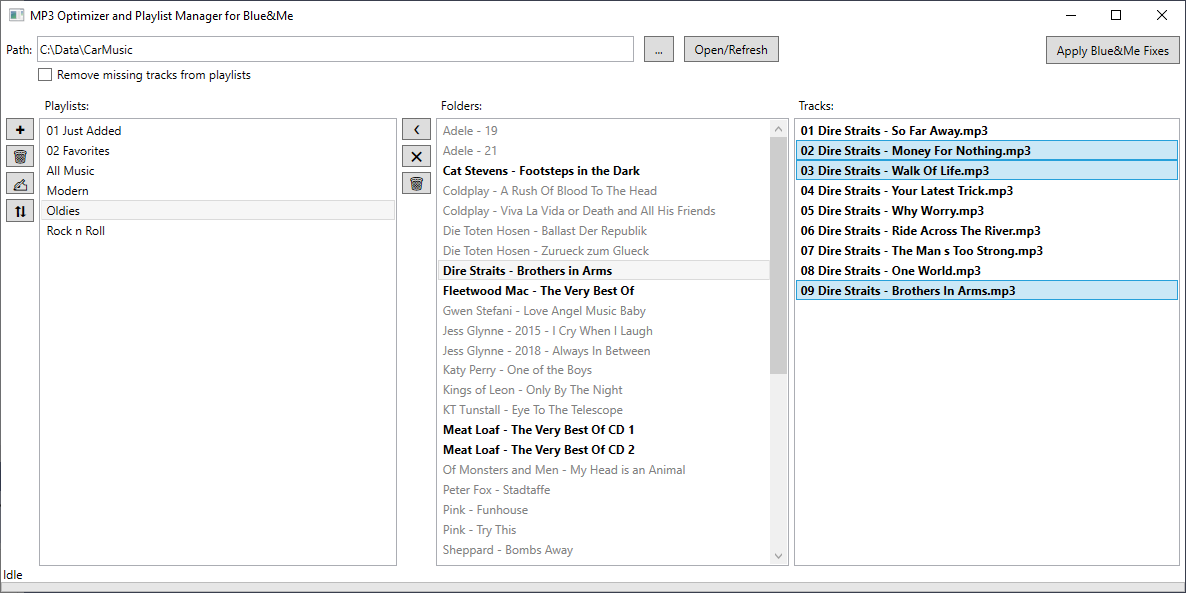 MP3 Optimizer and Playlist Manager for Blue&Me
Path: C:\Data\CarMusic ... Open/Refresh Apply Blue&Me Fixes
Remove missing tracks from playlists
Playlists:
01 Just Added
02 Favorites
All Music
Modern
Oldies
Rock n Roll
Folders:
Adele - 19
Adele - 21
Cat Stevens - Footsteps in the Dark
Coldplay - A Rush Of Blood To The Head
Coldplay - Viva La Vida or Death and All His Friends
Die Toten Hosen - Ballast Der Republik
Die Toten Hosen - Zurueck zum Glueck
Dire Straits - Brothers in Arms
Fleetwood Mac - The Very Best Of
Gwen Stefani - Love Angel Music Baby
Jess Glynne - 2015 - I Cry When I Laugh
Jess Glynne - 2018 - Always In Between
Katy Perry - One of the Boys
Kings of Leon - Only By The Night
KT Tunstall - Eye To The Telescope
Meat Loaf - The Very Best Of CD 1
Meat Loaf - The Very Best Of CD 2
Of Monsters and Men - My Head is an Animal
Peter Fox - Stadtaffe
Pink - Funhouse
Pink - Try This
Sheppard - Bombs Away
Tracks:
01 Dire Straits - So Far Away.mp3
02 Dire Straits - Money For Nothing.mp3
03 Dire Straits - Walk Of Life.mp3
04 Dire Straits - Your Latest Trick.mp3
05 Dire Straits - Why Worry.mp3
06 Dire Straits - Ride Across The River.mp3
07 Dire Straits - The Man s Too Strong.mp3
08 Dire Straits - One World.mp3
09 Dire Straits - Brothers In Arms.mp3
Idle